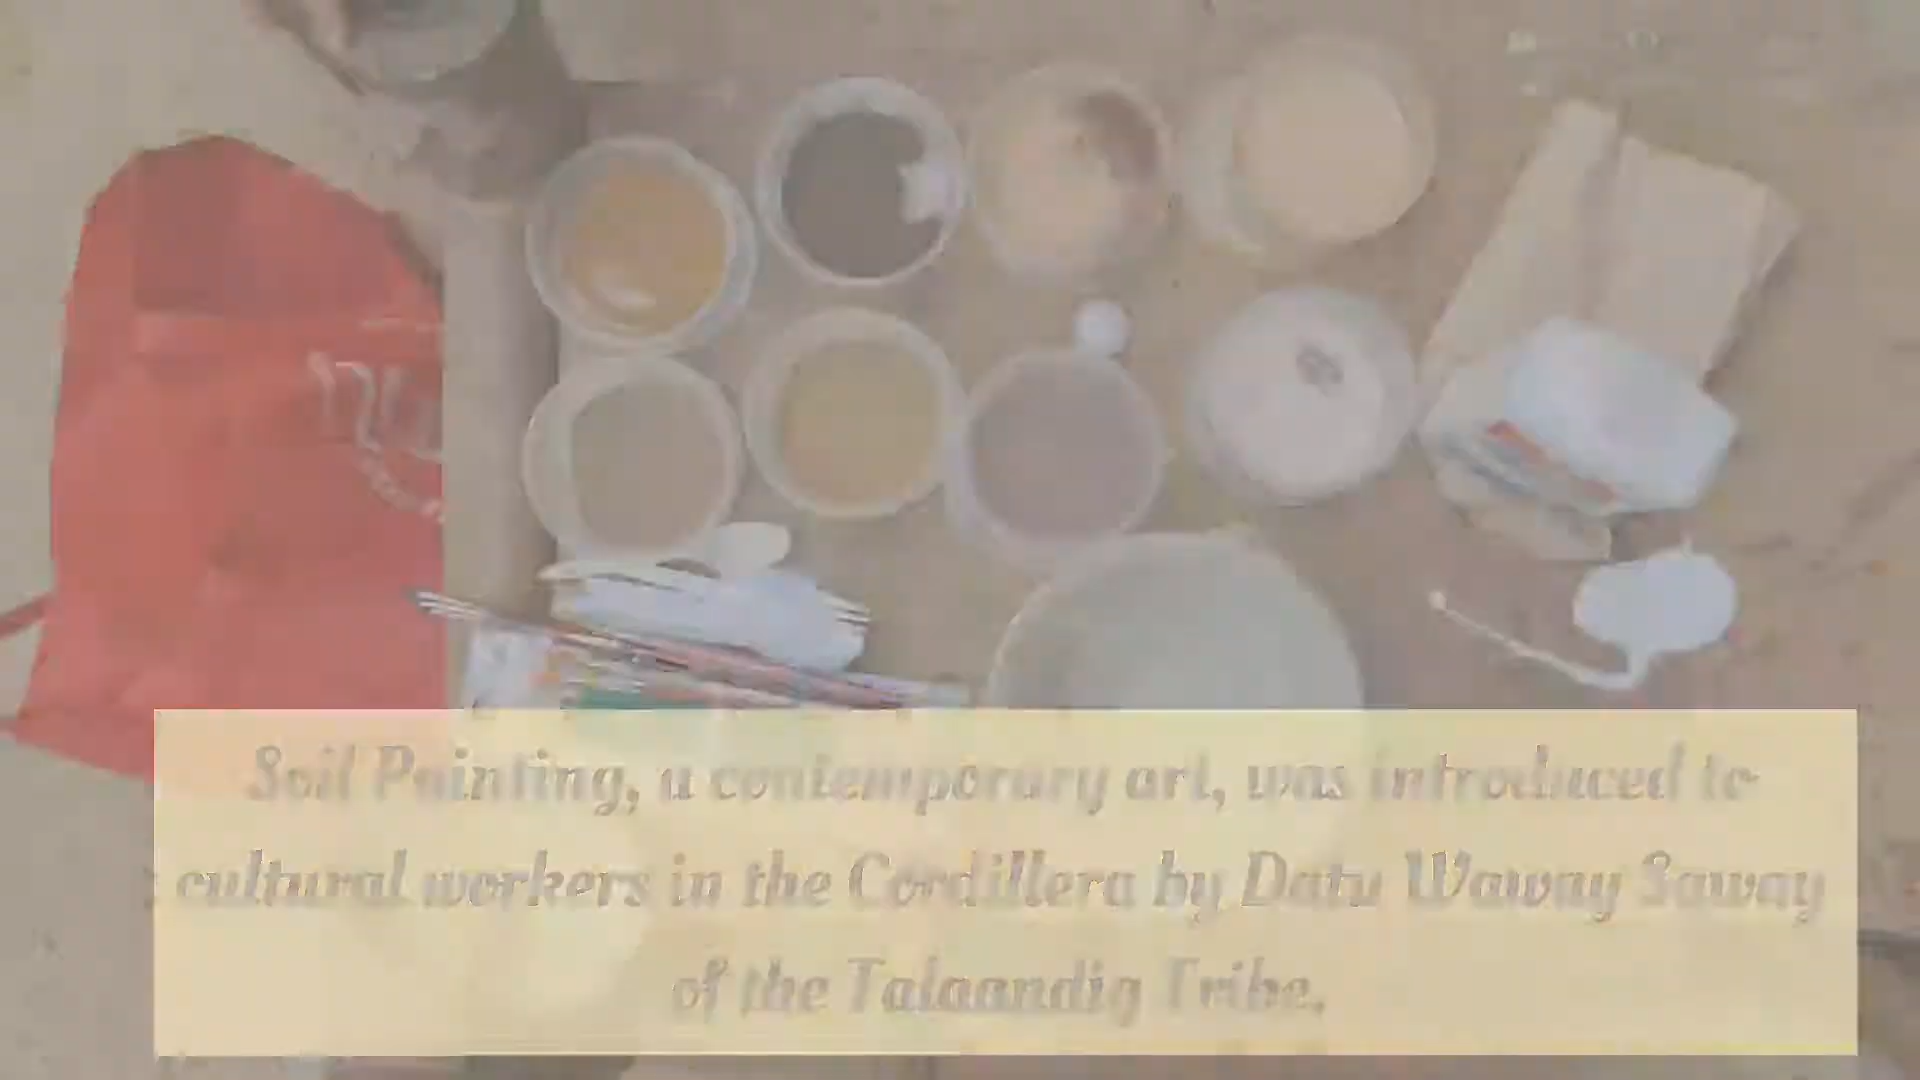 Soil Painting, a contemporary art, was introduced to
cultural workers in the Cordillera by Datu Waway Saway
of the Talaandig Tribe.